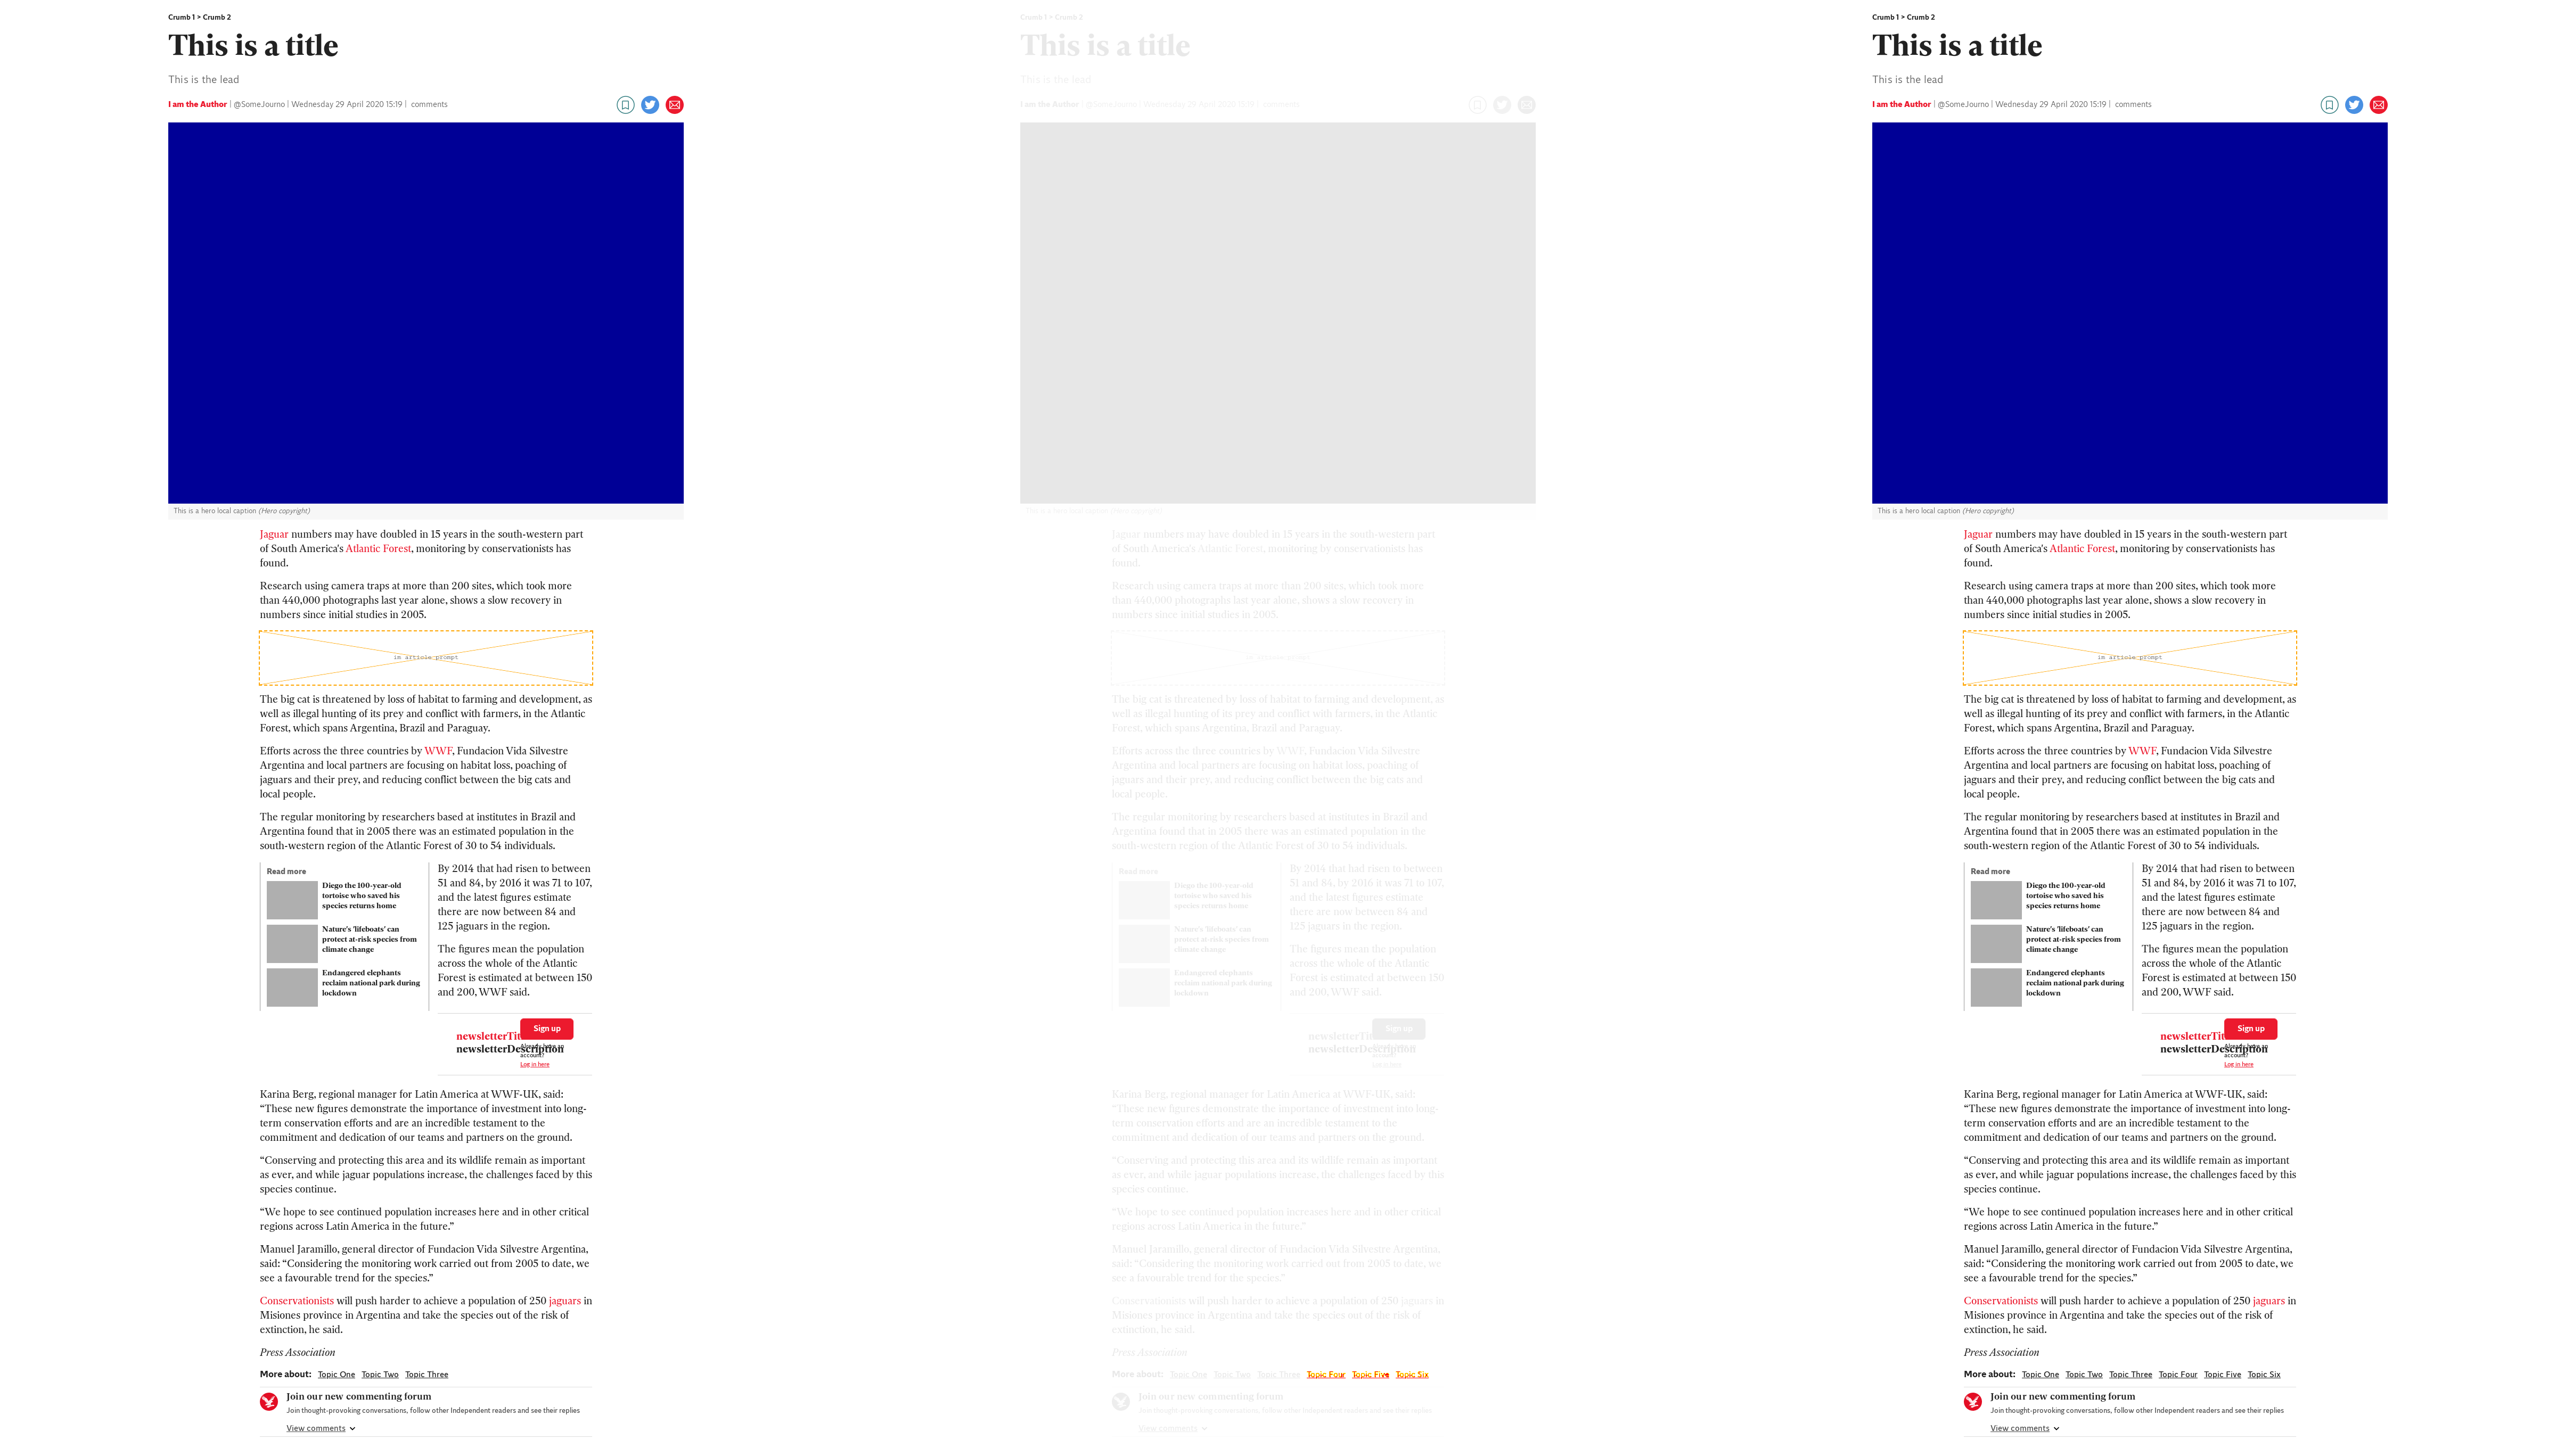 Crumb 1 > Crumb 2
This is a title
This is the lead
I am the Author | @SomeJourno | Wednesday 29 April 2020 15:19 | comments
This is a hero local caption (Hero copyright)
Jaguar numbers may have doubled in 15 years in the south-western part
of South America's Atlantic Forest, monitoring by conservationists has
found.
Research using camera traps at more than 200 sites, which took more
than 440,000 photographs last year alone, shows a slow recovery in
numbers since initial studies in 2005.
im article prompt
The big cat is threatened by loss of habitat to farming and development, as
well as illegal hunting of its prey and conflict with farmers, in the Atlantic
Forest, which spans Argentina, Brazil and Paraguay.
Efforts across the three countries by WWF, Fundacion Vida Silvestre
Argentina and local partners are focusing on habitat loss, poaching of
jaguars and their prey, and reducing conflict between the big cats and
local people.
The regular monitoring by researchers based at institutes in Brazil and
Argentina found that in 2005 there was an estimated population in the
south-western region of the Atlantic Forest of 30 to 54 individuals.
Read more
Diego the 100-year-old
tortoise who saved his
species returns home
Nature's 'lifeboats' can
protect at-risk species from
climate change
Endangered elephants
reclaim national park during
lockdown
By 2014 that had risen to between
51 and 84, by 2016 it was 71 to 107,
and the latest figures estimate
there are now between 84 and
125 jaguars in the region.
The figures mean the population
across the whole of the Atlantic
Forest is estimated at between 150
and 200, WWF said.
Sign up
newsletterDescription
account?
Log in here
Karina Berg, regional manager for Latin America at WWF-UK, said:
“These new figures demonstrate the importance of investment into long-
term conservation efforts and are an incredible testament to the
commitment and dedication of our teams and partners on the ground.
“Conserving and protecting this area and its wildlife remain as important
as ever, and while jaguar populations increase, the challenges faced by this
species continue.
“We hope to see continued population increases here and in other critical
regions across Latin America in the future.”
Manuel Jaramillo, general director of Fundacion Vida Silvestre Argentina,
said: “Considering the monitoring work carried out from 2005 to date, we
see a favourable trend for the species.”
Conservationists will push harder to achieve a population of 250 jaguars in
Misiones province in Argentina and take the species out of the risk of
extinction, he said.
Press Association
More about: Topic One Topic Two Topic Three
Join our new commenting forum
Join thought-provoking conversations, follow other Independent readers and see their replies
View comments
Crumb 1 > Crumb 2
This is a title
This is the lead
I am the Author | @SomeJourno | Wednesday 29 April 2020 15:19 | comments
This is a hero local caption (Hero copyright)
Jaguar numbers may have doubled in 15 years in the south-western part
of South America's Atlantic Forest, monitoring by conservationists has
found.
Research using camera traps at more than 200 sites, which took more
than 440,000 photographs last year alone, shows a slow recovery in
numbers since initial studies in 2005.
The big cat is threatened by loss of habitat to farming and development, as
well as illegal hunting of its prey and conflict with farmers, in the Atlantic
Forest, which spans Argentina, Brazil and Paraguay.
Efforts across the three countries by WWF, Fundacion Vida Silvestre
Argentina and local partners are focusing on habitat loss, poaching of
jaguars and their prey, and reducing conflict between the big cats and
local people.
The regular monitoring by researchers based at institutes in Brazil and
Argentina found that in 2005 there was an estimated population in the
south-western region of the Atlantic Forest of 30 to 54 individuals.
Read more
Diego the 100-year-old
tortoise who saved his
species returns home
Nature's 'lifeboats' can
protect at-risk species from
climate change
Endangered elephants
reclaim national park during
lockdown
By 2014 that had risen to between
51 and 84, by 2016 it was 71 to 107,
and the latest figures estimate
there are now between 84 and
125 jaguars in the region.
The figures mean the population
across the whole of the Atlantic
Forest is estimated at between 150
and 200, WWF said.
Sign up
newsletterDescription
Karina Berg, regional manager for Latin America at WWF-UK, said:
“These new figures demonstrate the importance of investment into long-
term conservation efforts and are an incredible testament to the
commitment and dedication of our teams and partners on the ground.
“Conserving and protecting this area and its wildlife remain as important
as ever, and while jaguar populations increase, the challenges faced by this
species continue.
“We hope to see continued population increases here and in other critical
regions across Latin America in the future.”
Manuel Jaramillo, general director of Fundacion Vida Silvestre Argentina,
said: “Considering the monitoring work carried out from 2005 to date, we
see a favourable trend for the species.”
Conservationists will push harder to achieve a population of 250 jaguars in
Misiones province in Argentina and take the species out of the risk of
extinction, he said.
Press Association
More about: Topic One Topic Two Topic Three Topic Four Topic Five Topic Six
Join our new commenting forum
Join thought-provoking conversations, follow other Independent readers and see their replies
View comments
Crumb 1 > Crumb 2
This is a title
This is the lead
I am the Author | @SomeJourno | Wednesday 29 April 2020 15:19 | comments
This is a hero local caption (Hero copyright)
Jaguar numbers may have doubled in 15 years in the south-western part
of South America's Atlantic Forest, monitoring by conservationists has
found.
Research using camera traps at more than 200 sites, which took more
than 440,000 photographs last year alone, shows a slow recovery in
numbers since initial studies in 2005.
im article prompt
The big cat is threatened by loss of habitat to farming and development, as
well as illegal hunting of its prey and conflict with farmers, in the Atlantic
Forest, which spans Argentina, Brazil and Paraguay.
Efforts across the three countries by WWF, Fundacion Vida Silvestre
Argentina and local partners are focusing on habitat loss, poaching of
jaguars and their prey, and reducing conflict between the big cats and
local people.
The regular monitoring by researchers based at institutes in Brazil and
Argentina found that in 2005 there was an estimated population in the
south-western region of the Atlantic Forest of 30 to 54 individuals.
Read more
Diego the 100-year-old
tortoise who saved his
species returns home
Nature's 'lifeboats' can
protect at-risk species from
climate change
Endangered elephants
reclaim national park during
lockdown
By 2014 that had risen to between
51 and 84, by 2016 it was 71 to 107,
and the latest figures estimate
there are now between 84 and
125 jaguars in the region.
The figures mean the population
across the whole of the Atlantic
Forest is estimated at between 150
and 200, WWF said.
Sign up
newsletterDescription
account?
Log in here
Karina Berg, regional manager for Latin America at WWF-UK, said:
“These new figures demonstrate the importance of investment into long-
term conservation efforts and are an incredible testament to the
commitment and dedication of our teams and partners on the ground.
“Conserving and protecting this area and its wildlife remain as important
as ever, and while jaguar populations increase, the challenges faced by this
species continue.
“We hope to see continued population increases here and in other critical
regions across Latin America in the future.”
Manuel Jaramillo, general director of Fundacion Vida Silvestre Argentina,
said: “Considering the monitoring work carried out from 2005 to date, we
see a favourable trend for the species.”
Conservationists will push harder to achieve a population of 250 jaguars in
Misiones province in Argentina and take the species out of the risk of
extinction, he said.
Press Association
More about: Topic One Topic Two Topic Three Topic Four Topic Five Topic Six
Join our new commenting forum
Join thought-provoking conversations, follow other Independent readers and see their replies
View comments